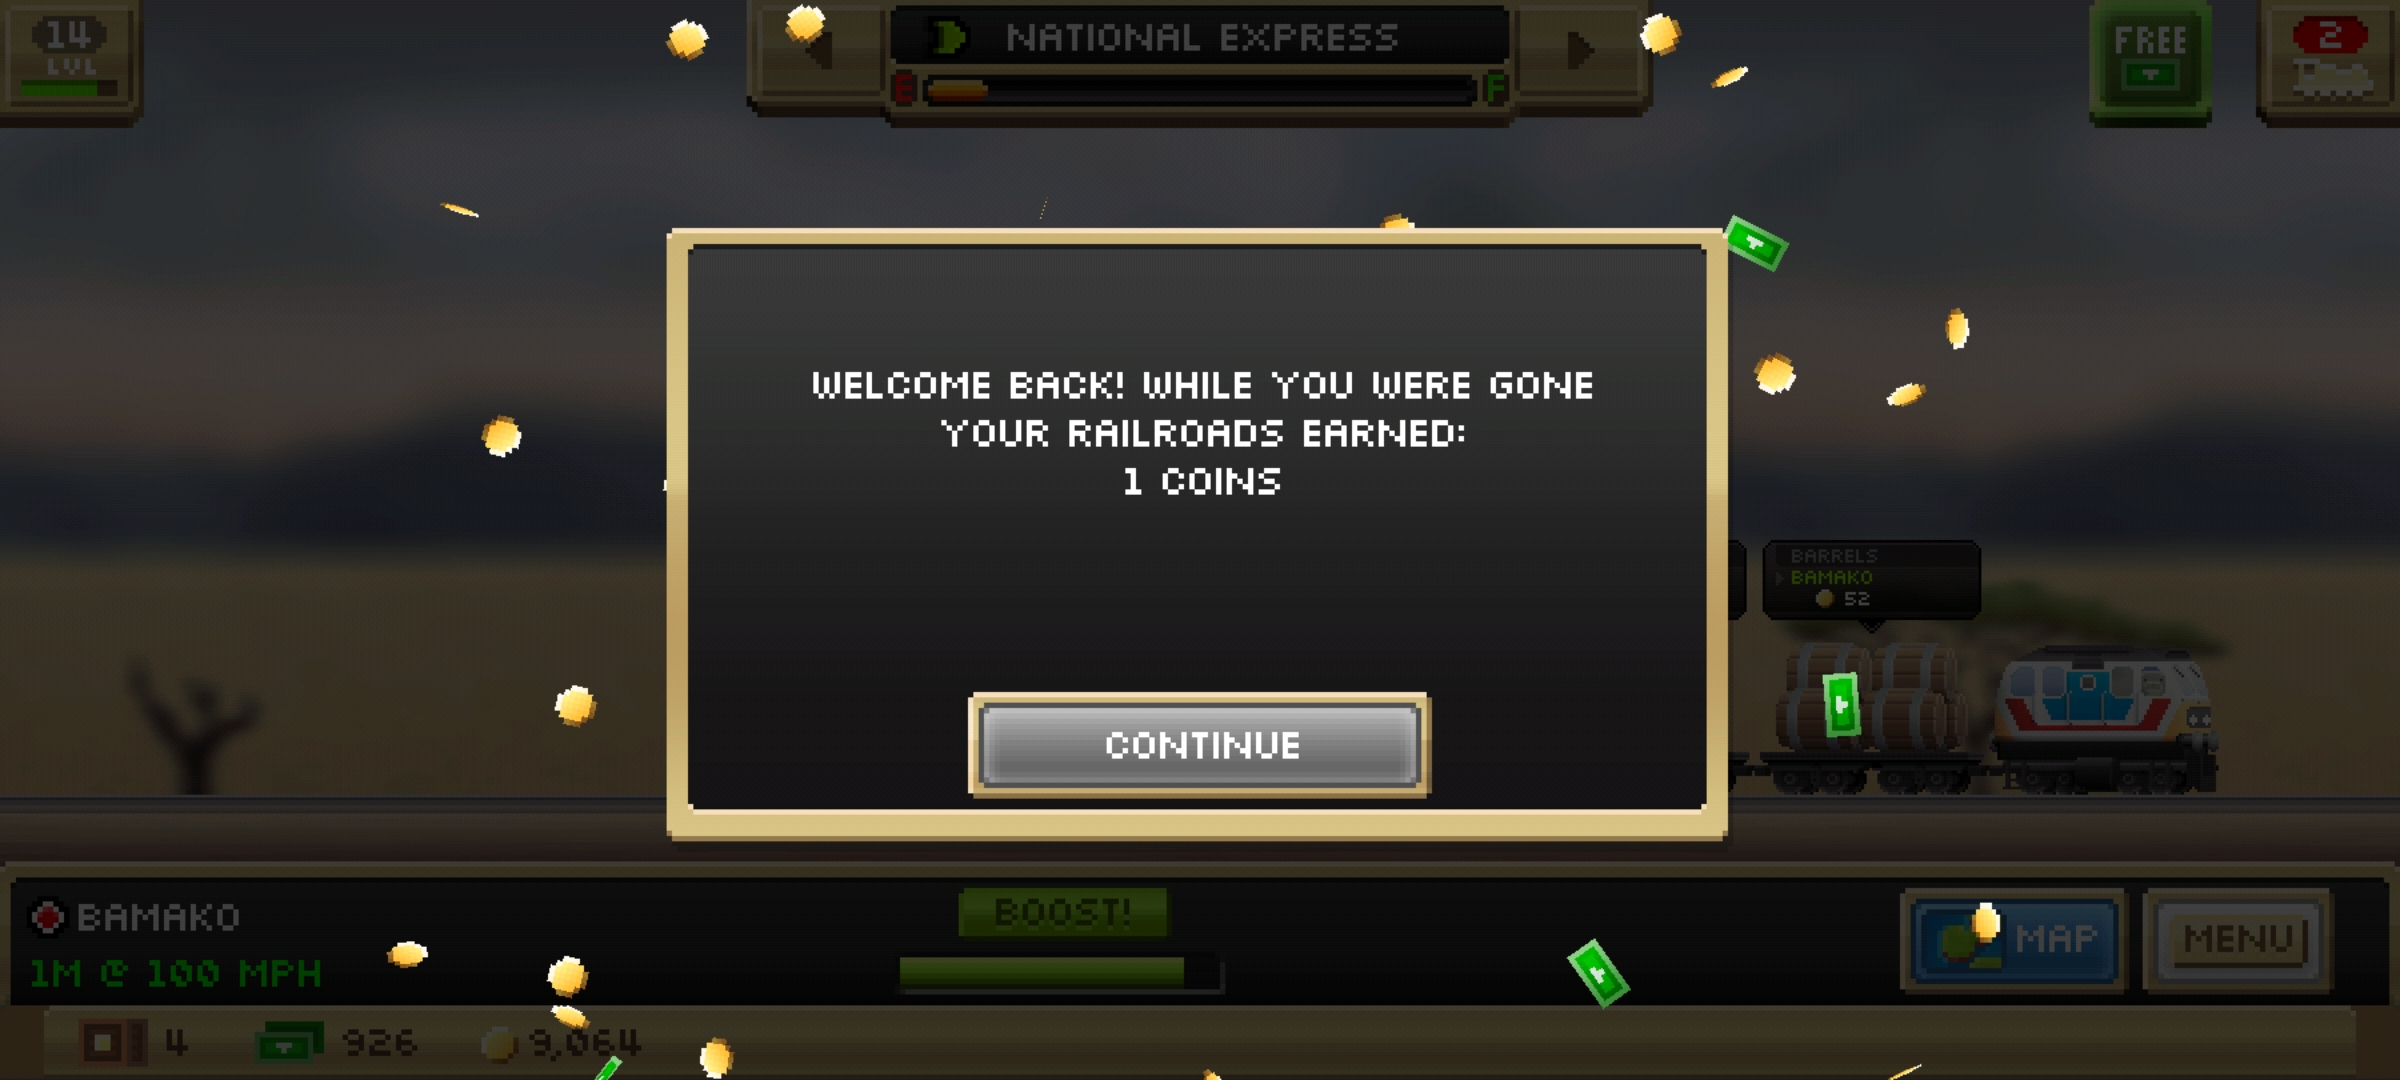 14
LVL
NATIONAL EXPRESS
E F
FREE
2
WELCOME BACK! WHILE YOU WERE GONE
YOUR RAILROADS EARNED:
1 COINS
CONTINUE
BARRELS
BAMAKO
52
BAMAKO
1M @ 100 MPH
BOOST!
MAP
MENU
4
926
9,064